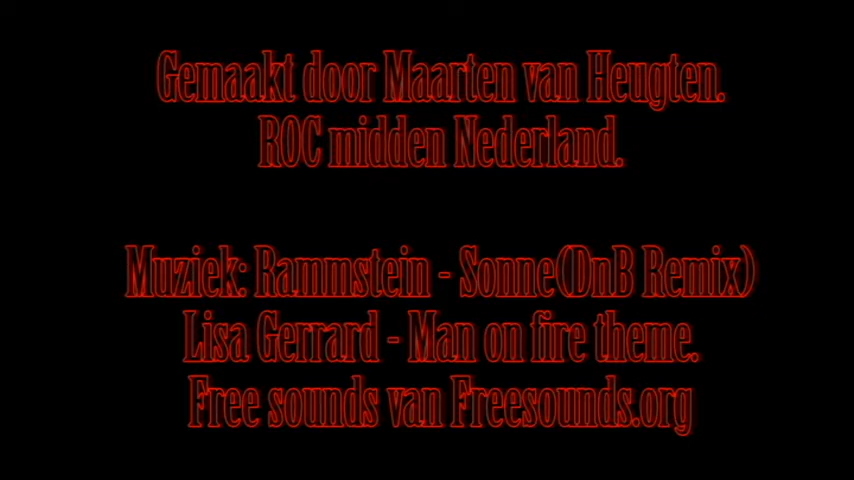 Gemaakt door Maarten van Heugten.
ROC midden Nederland.
Muziek: Rammstein - Sonne(DnB Remix)
Lisa Gerrard - Man on fire theme.
Free sounds van Freesounds.org